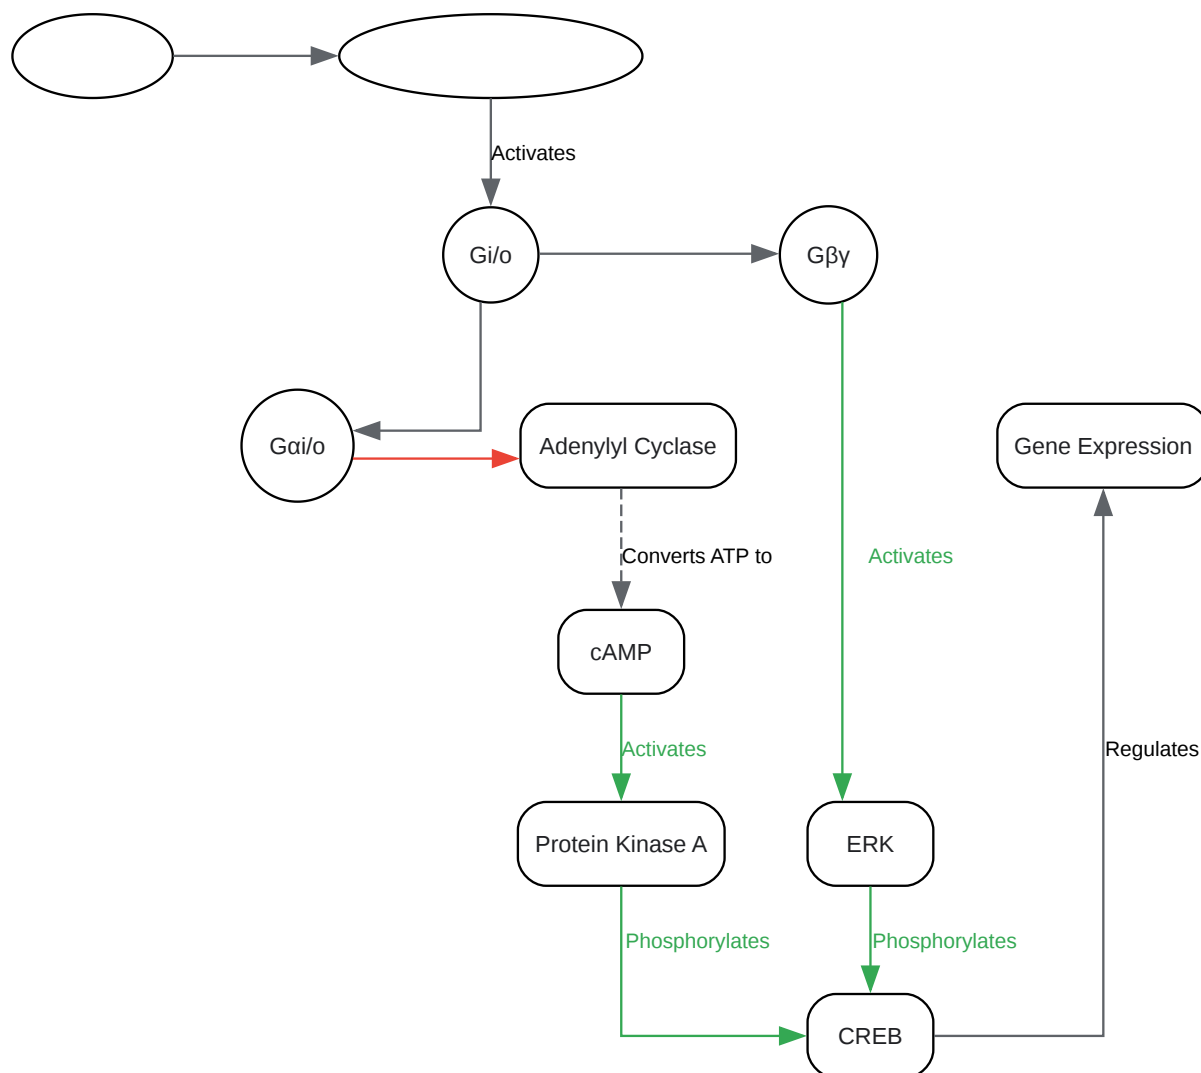 Activates
Gi/o
Gβγ
Gαi/o
Adenylyl Cyclase
Gene Expression
Converts ATP to
Activates
cAMP
Activates
Regulates
Protein Kinase A
ERK
Phosphorylates
Phosphorylates
CREB